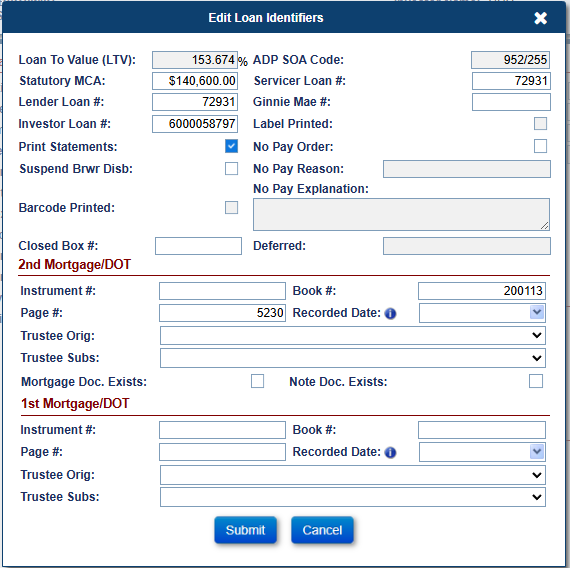 Edit Loan Identifiers
Loan To Value (LTV): 153.674 % ADP SOA Code: 952/255
Statutory MCA: $140,600.00 Servicer Loan #: 72931
Lender Loan #: 72931 Ginnie Mae #:
Investor Loan #: 6000058797 Label Printed:
Print Statements: No Pay Order:
Suspend Brwr Disb: No Pay Reason:
No Pay Explanation:
Barcode Printed:
Closed Box #: Deferred:
2nd Mortgage/DOT
Instrument #: Book #: 200113
Page #: 5230 Recorded Date:
Trustee Orig:
Trustee Subs:
Mortgage Doc. Exists: Note Doc. Exists:
1st Mortgage/DOT
Instrument #: Book #:
Page #: Recorded Date:
Trustee Orig:
Trustee Subs:
Submit Cancel